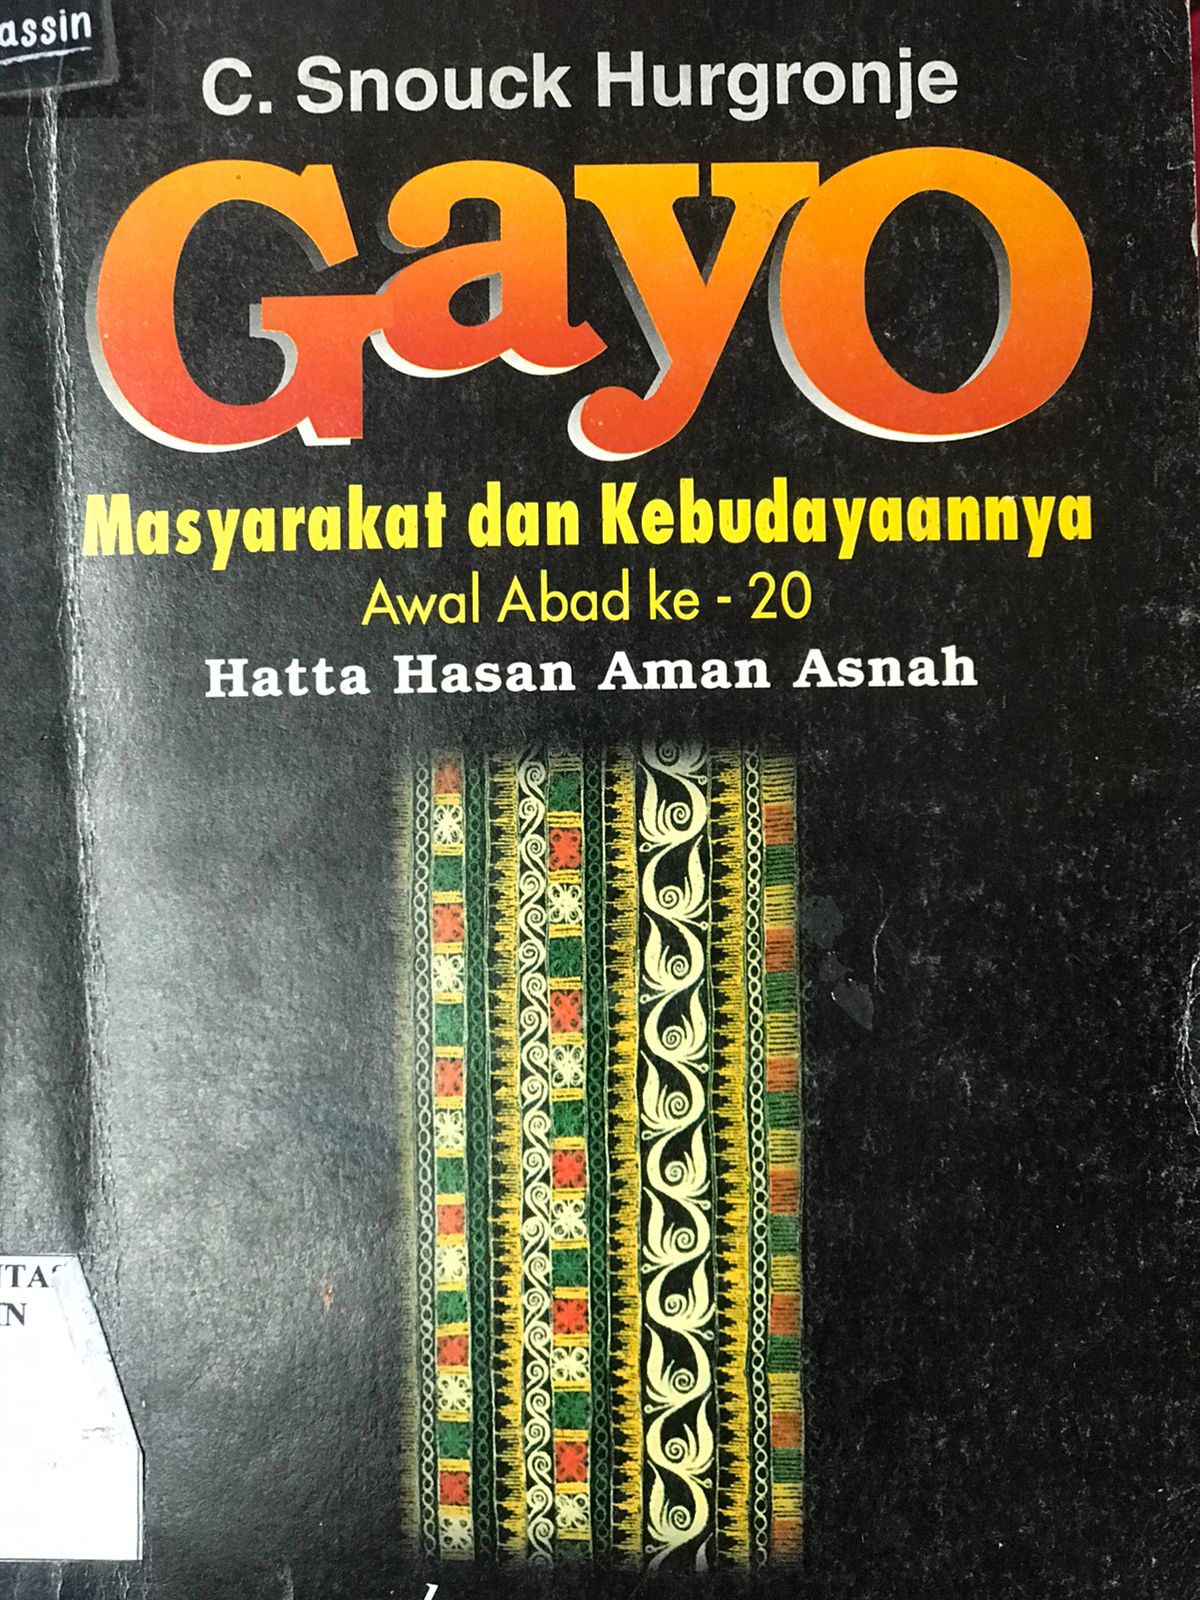 assin
C. Snouck Hurgronje
Gayo
Masyarakat dan Kebudayaannya
Awal Abad ke - 20
Hatta Hasan Aman Asnah